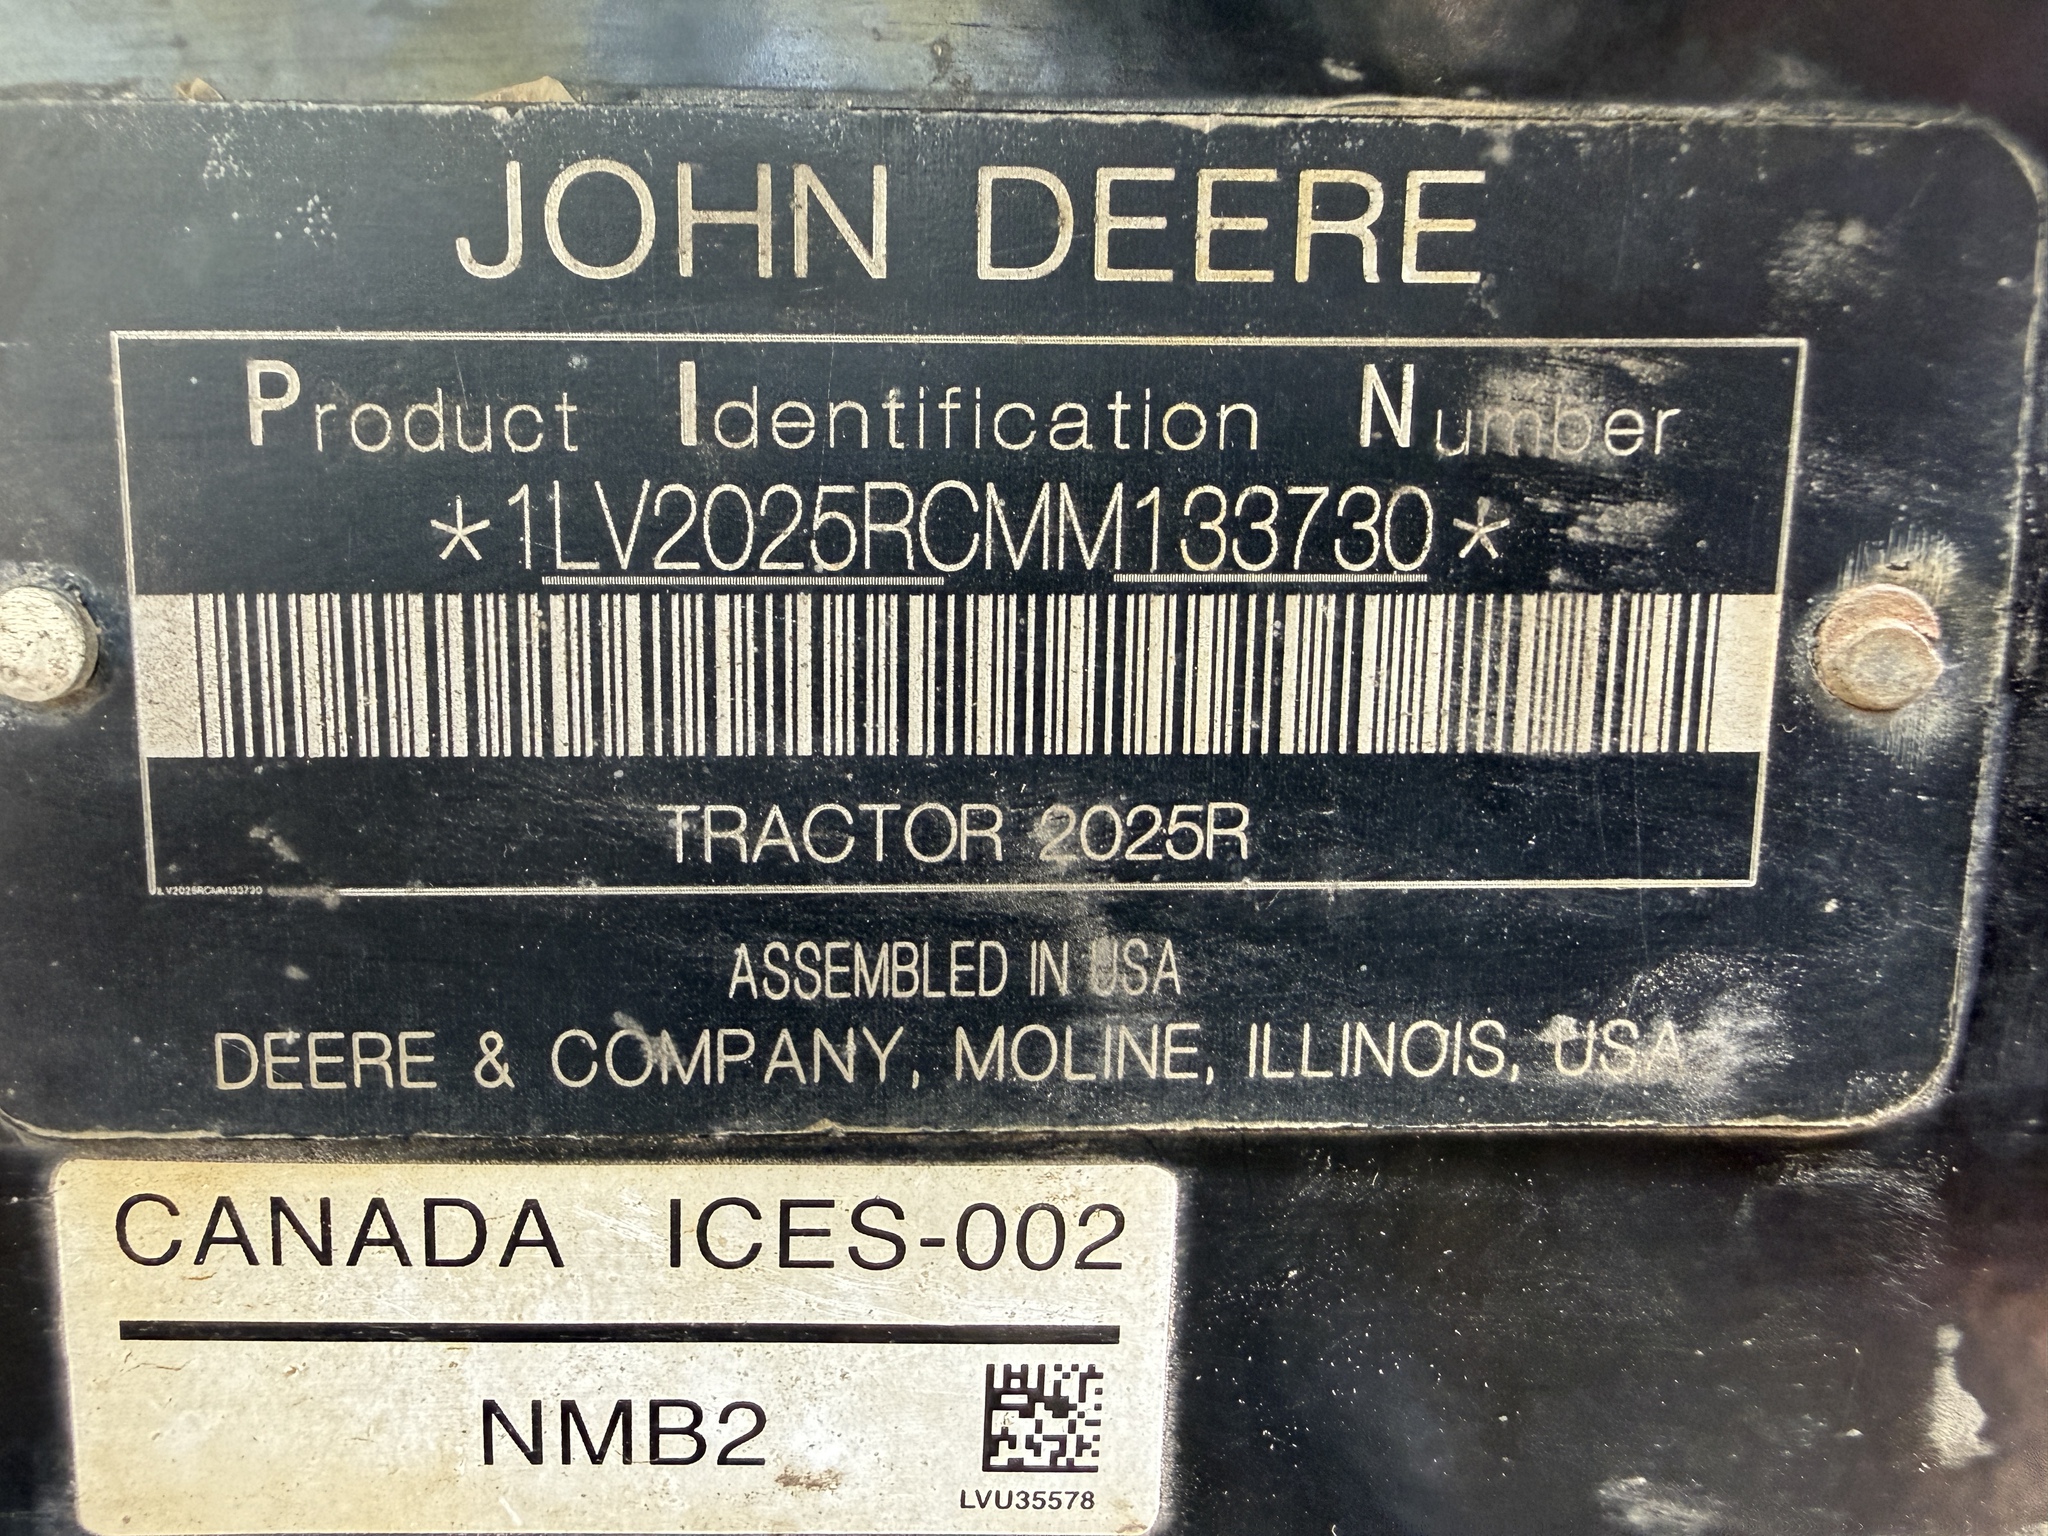 JOHN DEERE
Product Identification Number
*1LV2025RCMM133730*
TRACTOR 2025R
1LV2025RCMM133730
ASSEMBLED IN USA
DEERE & COMPANY, MOLINE, ILLINOIS, USA
CANADA ICES-002
NMB2
LVU35578